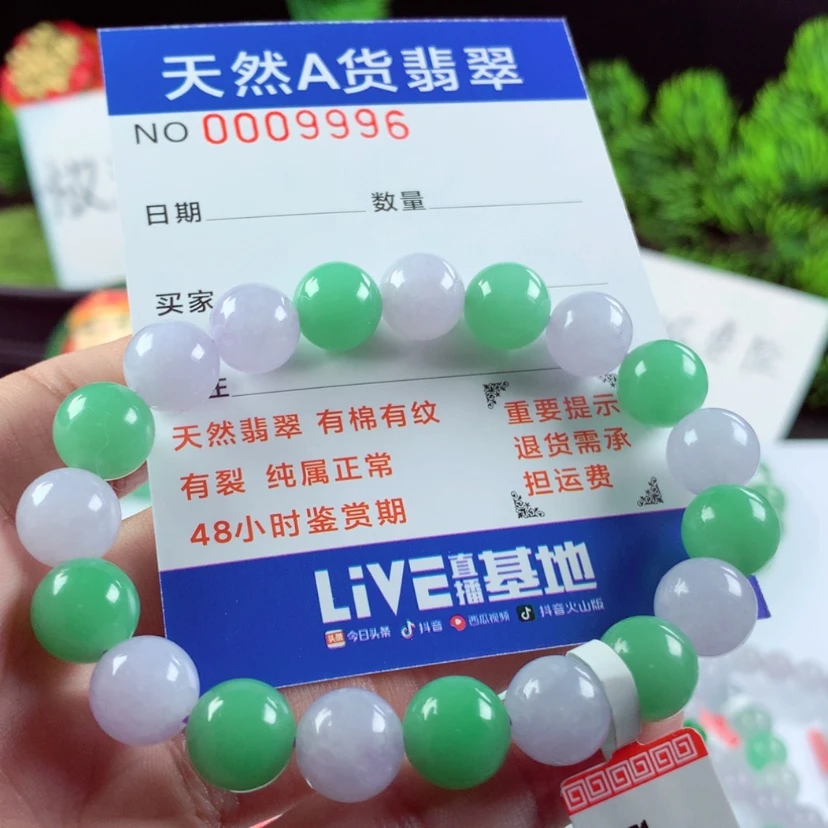 天然A货翡翠
NO 0009996
日期 数量
买家
天然翡翠 有棉有纹
有裂 纯属正常
48小时鉴赏期
重要提示
退货需承
担运费
LiVE直播基地
头条 今日头条 抖音 西瓜视频 抖音火山版